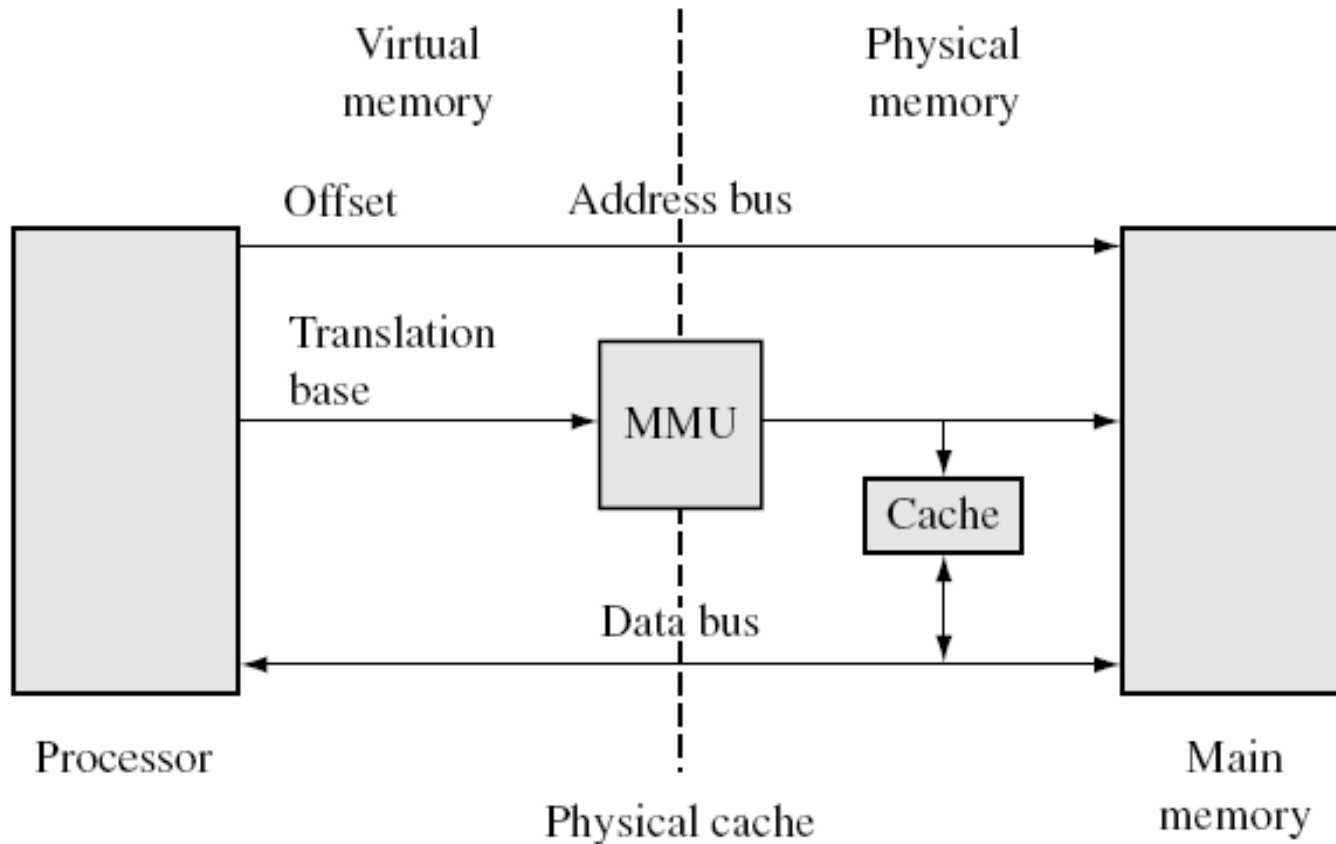 Virtual
memory
Physical
memory
Offset
Address bus
Translation
base
MMU
Cache
Data bus
Processor
Main
memory
Physical cache